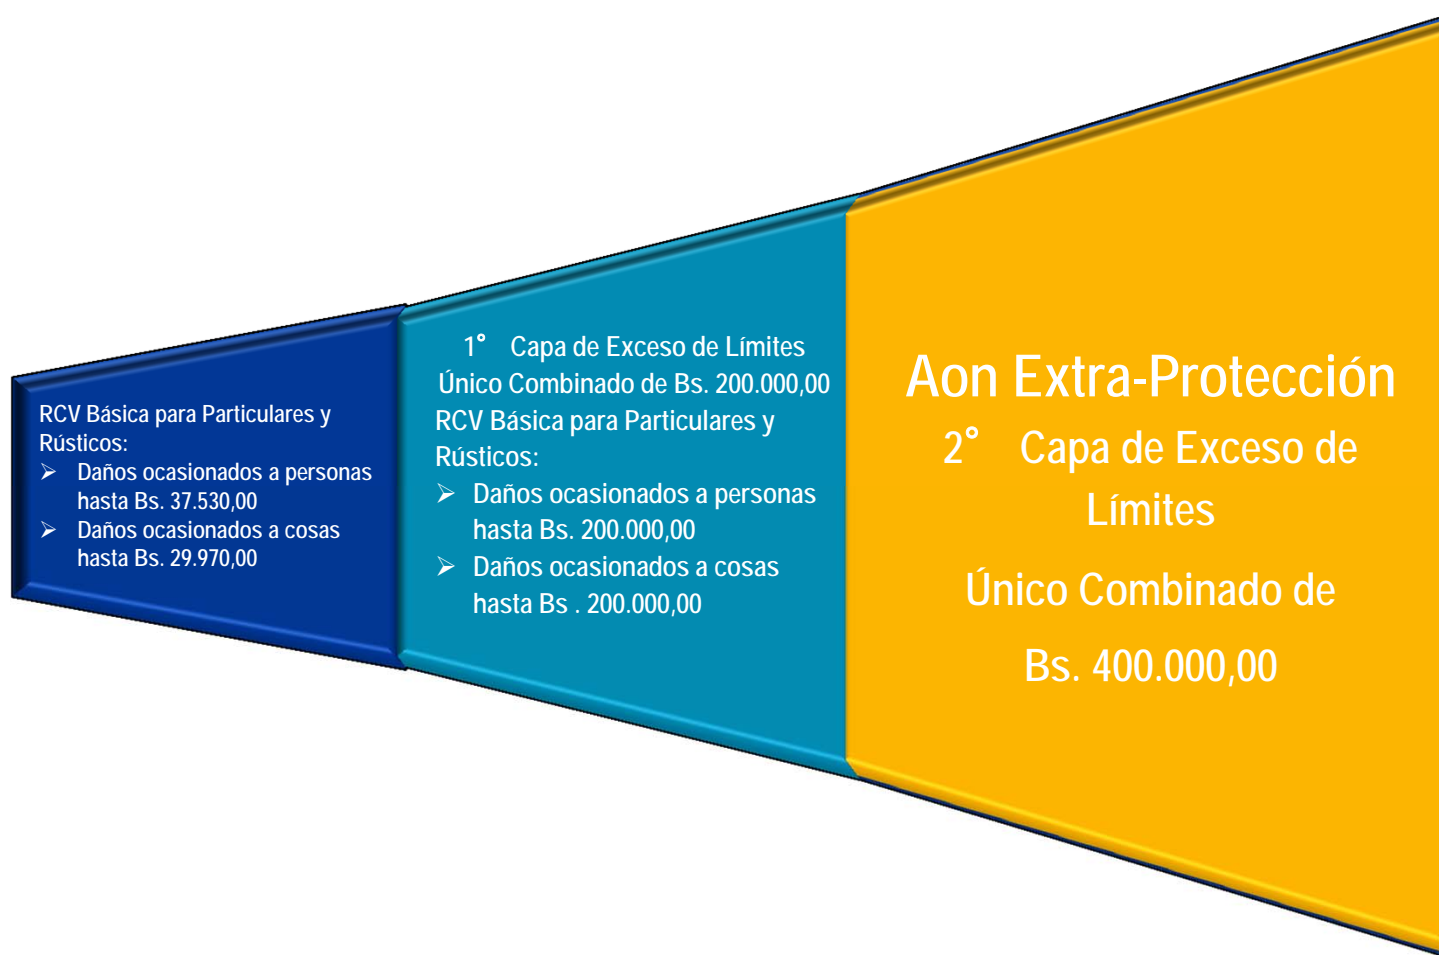 RCV Básica para Particulares y
Rústicos:
➢ Daños ocasionados a personas
hasta Bs. 37.530,00
➢ Daños ocasionados a cosas
hasta Bs. 29.970,00
1° Capa de Exceso de Límites
Único Combinado de Bs. 200.000,00
RCV Básica para Particulares y
Rústicos:
➢ Daños ocasionados a personas
hasta Bs. 200.000,00
➢ Daños ocasionados a cosas
hasta Bs . 200.000,00
Aon Extra-Protección
2° Capa de Exceso de
Límites
Único Combinado de
Bs. 400.000,00